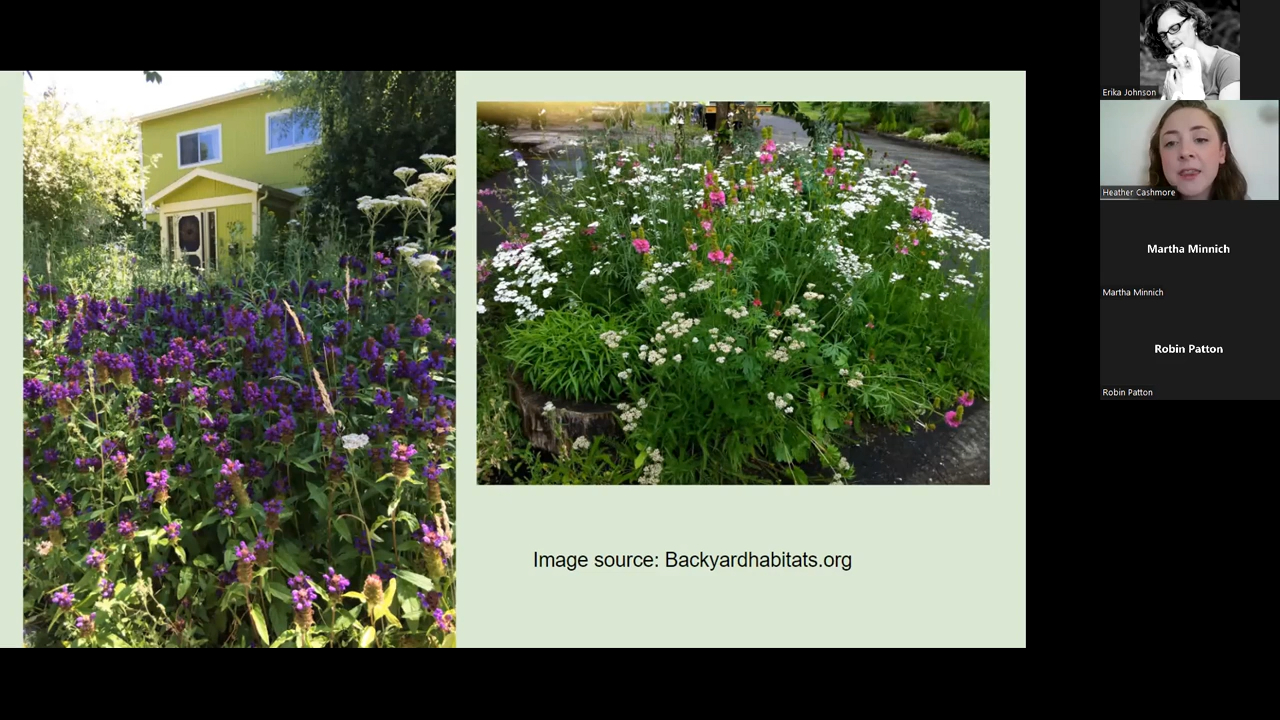 Image source: Backyardhabitats.org
Erika Johnson
Heather Cashmore
Martha Minnich
Martha Minnich
Robin Patton
Robin Patton